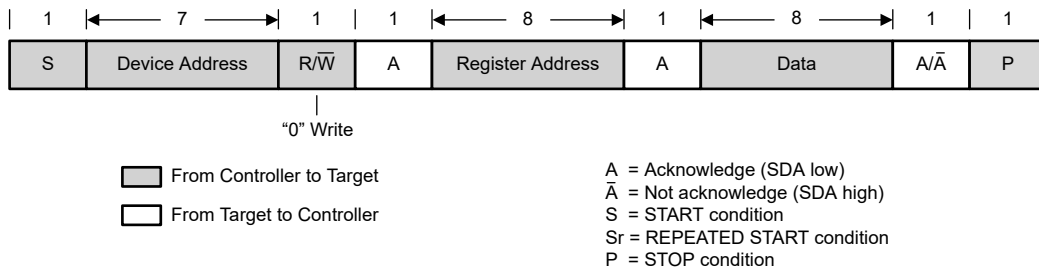 1 7 1 1 8 1 8 1 1
S Device Address R/W̅ A Register Address A Data A/A̅ P
“0” Write
From Controller to Target
From Target to Controller
A = Acknowledge (SDA low)
A̅ = Not acknowledge (SDA high)
S = START condition
Sr = REPEATED START condition
P = STOP condition